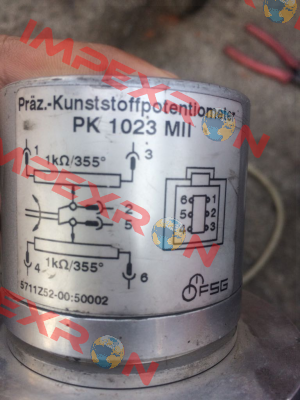 Präz.-Kunststoffpotentiometer
PK 1023 MII
1 3
1kΩ/355°
2
5
1kΩ/355°
4 6
6 1
5 2
4 3
5711Z52-00:50002
FSG
IMPEXRON
IMPEXRON
IMPEXRON